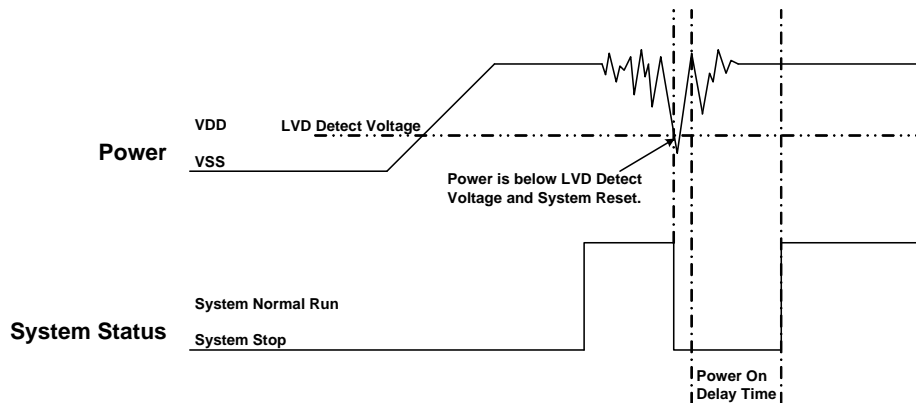 VDD
LVD Detect Voltage
Power
VSS
Power is below LVD Detect
Voltage and System Reset.
System Normal Run
System Status
System Stop
Power On
Delay Time